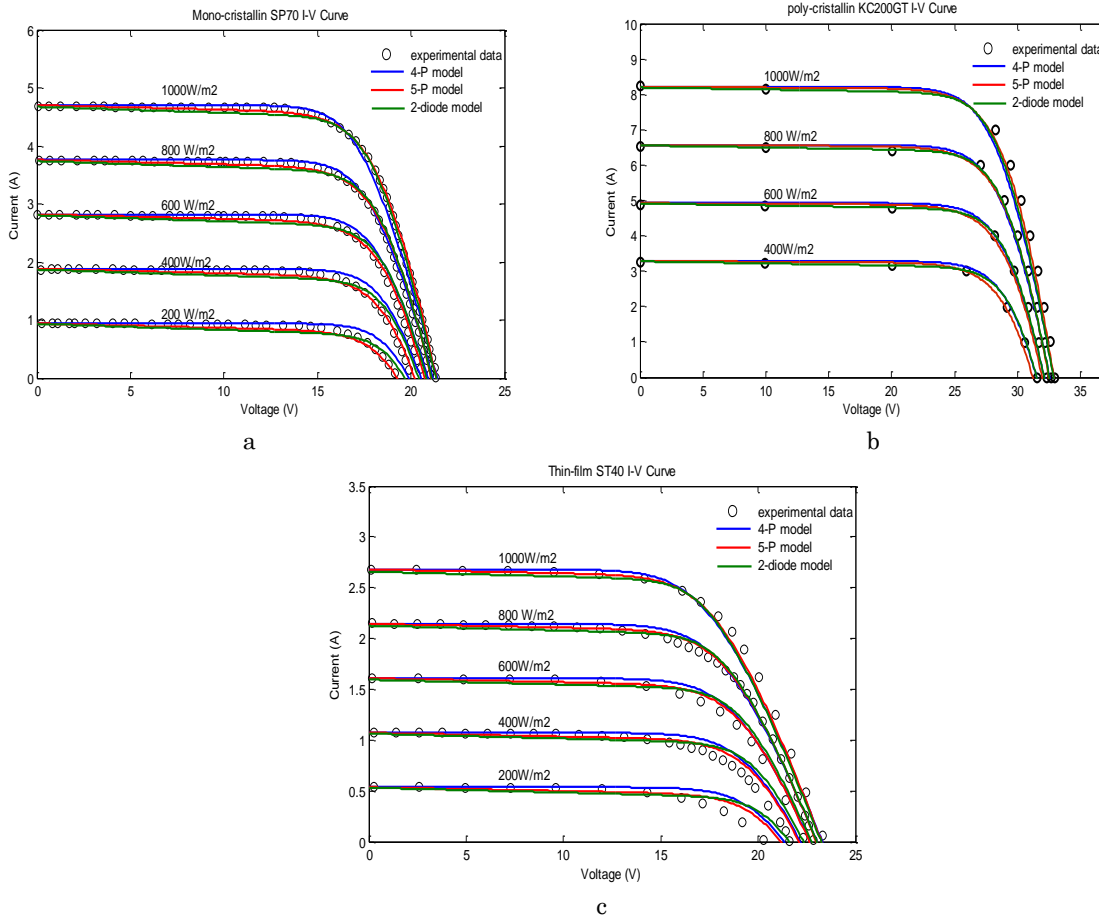 Mono-cristallin SP70 I-V Curve
6
5
4
3
2
1
0
Current (A)
experimental data
4-P model
5-P model
2-diode model
1000W/m2
800 W/m2
600 W/m2
400W/m2
200 W/m2
0 5 10 15 20 25
Voltage (V)
a
poly-cristallin KC200GT I-V Curve
10
9
8
7
6
5
4
3
2
1
0
Current (A)
experimental data
4-P model
5-P model
2-diode model
1000W/m2
800 W/m2
600 W/m2
400W/m2
0 5 10 15 20 25 30 35
Voltage (V)
b
Thin-film ST40 I-V Curve
3.5
3
2.5
2
1.5
1
0.5
0
Current (A)
experimental data
4-P model
5-P model
2-diode model
1000W/m2
800 W/m2
600W/m2
400W/m2
200W/m2
0 5 10 15 20 25
Voltage (V)
c